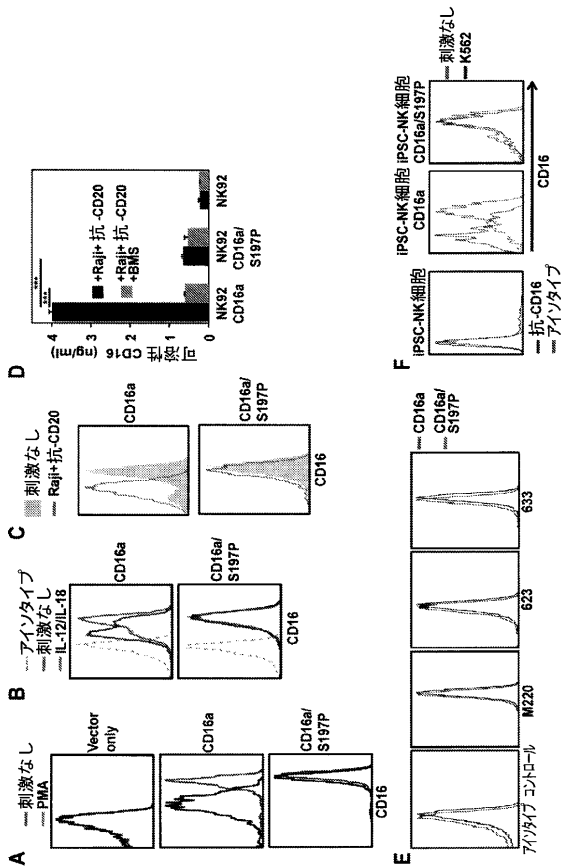 A
刺激なし
PMA
Vector
only
CD16a
CD16a/
S197P
CD16
B
アイソタイプ
刺激なし
IL-12/IL-18
CD16a
CD16a/
S197P
CD16
C
刺激なし
Raji+抗-CD20
CD16a
CD16a/
S197P
CD16
D
可溶性 CD16 (ng/ml)
4
3
2
1
0
***
***
+Raji+ 抗 -CD20
+Raji+ 抗 -CD20
+BMS
NK92
CD16a
NK92
CD16a/
S197P
NK92
E
CD16a
CD16a/
S197P
アイソタイプ コントロール
M220
623
633
F
iPSC-NK細胞
iPSC-NK細胞
CD16a
iPSC-NK細胞
CD16a/S197P
刺激なし
K562
抗-CD16
アイソタイプ
CD16